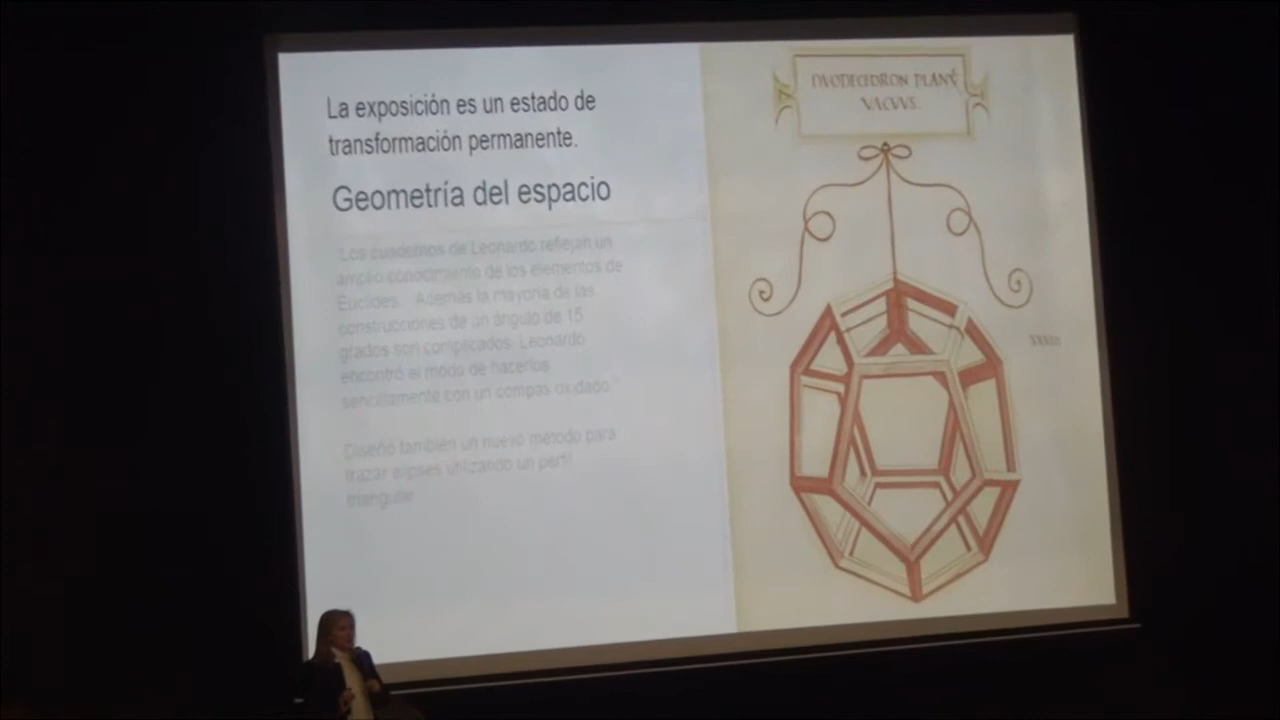 La exposición es un estado de
transformación permanente.
Geometría del espacio
"Los cuadernos de Leonardo reflejan un
amplio conocimiento de los elementos de
Euclides. Además la mayoría de las
construcciones de un ángulo de 15
grados son complicados. Leonardo
encontró el modo de hacerlos
sencillamente con un compas oxidado."
Diseñó también un nuevo método para
trazar elipses utilizando un perfil
triangular
DVODECEDRON PLANV̄
VACVVS.